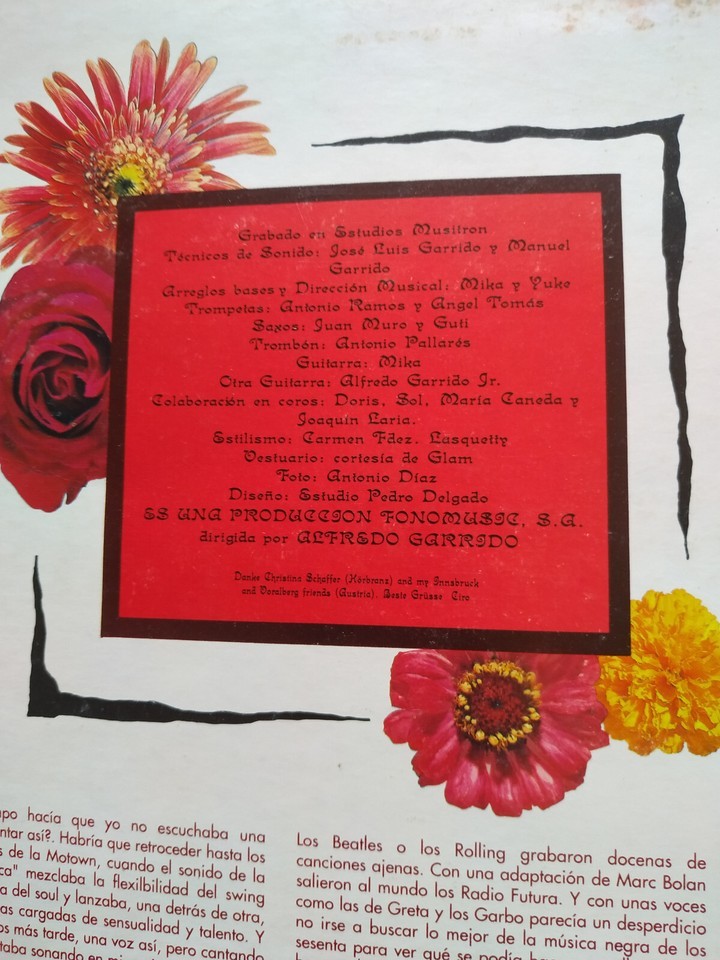 Grabado en Estudios Musitron
Técnicos de Sonido: José Luis Garrido y Manuel
Garrido
Arreglos bases y Dirección Musical: Mika y Yuke
Trompetas: Antonio Ramos y Angel Tomás
Saxos: Juan Muro y Guti
Trombón: Antonio Pallarés
Guitarra: Mika
Otra Guitarra: Alfredo Garrido Jr.
Colaboración en coros: Doris, Sol, María Caneda y
Joaquín Laria.
Estilismo: Carmen Fdez. Lasquetty
Vestuario: cortesía de Glam
Foto: Antonio Díaz
Diseño: Estudio Pedro Delgado
ES UNA PRODUCCION FONOMUSIC, S.A.
dirigida por ALFREDO GARRIDO
Danke Christina Schaffer (Hörbranz) and my Innsbruck
and Voralberg friends (Austria). Beste Grüsse Ciro
hacía que yo no escuchaba una
así?. Habría que retroceder hasta los
de la Motown, cuando el sonido de la
mezclaba la flexibilidad del swing
del soul y lanzaba, una detrás de otra,
cargadas de sensualidad y talento. Y
más tarde, una voz así, pero cantando
sonando en
Los Beatles o los Rolling grabaron docenas de
canciones ajenas. Con una adaptación de Marc Bolan
salieron al mundo los Radio Futura. Y con unas voces
como las de Greta y los Garbo parecía un desperdicio
no irse a buscar lo mejor de la música negra de los
sesenta para ver qué se podía